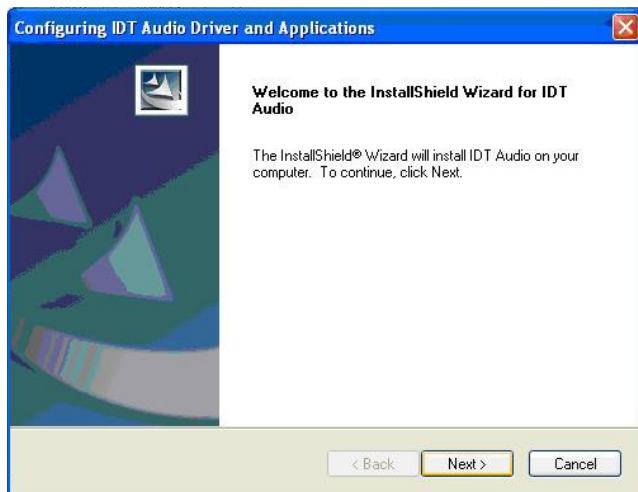 Configuring IDT Audio Driver and Applications
Welcome to the InstallShield Wizard for IDT
Audio
The InstallShield® Wizard will install IDT Audio on your
computer. To continue, click Next.
< Back
Next >
Cancel